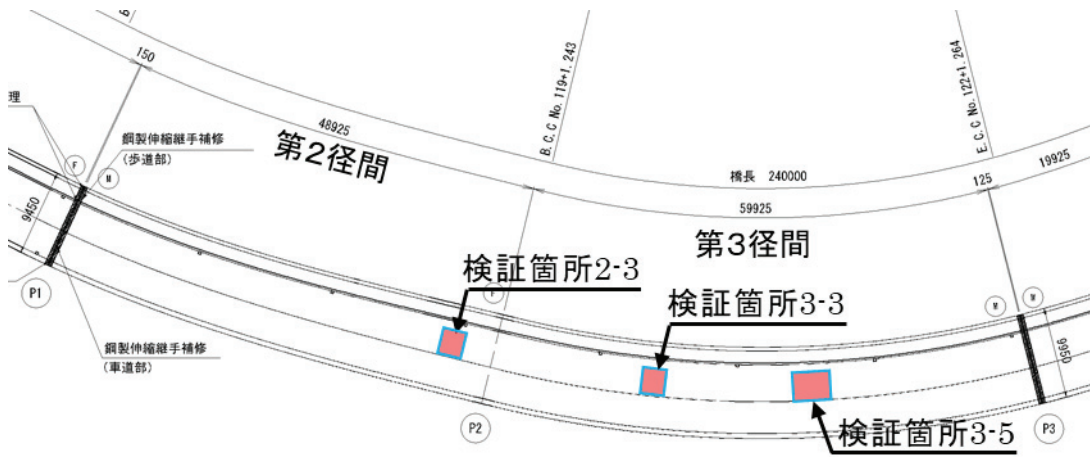 150
48925
B.C.C No.119+1.243
E.C.C No.122+1.264
19925
125
橋長 240000
59925
理
鋼製伸縮継手補修
(歩道部)
第2径間
第3径間
F
M
9450
検証箇所2-3
F
検証箇所3-3
M
M
P1
9950
鋼製伸縮継手補修
(車道部)
P2
P3
検証箇所3-5